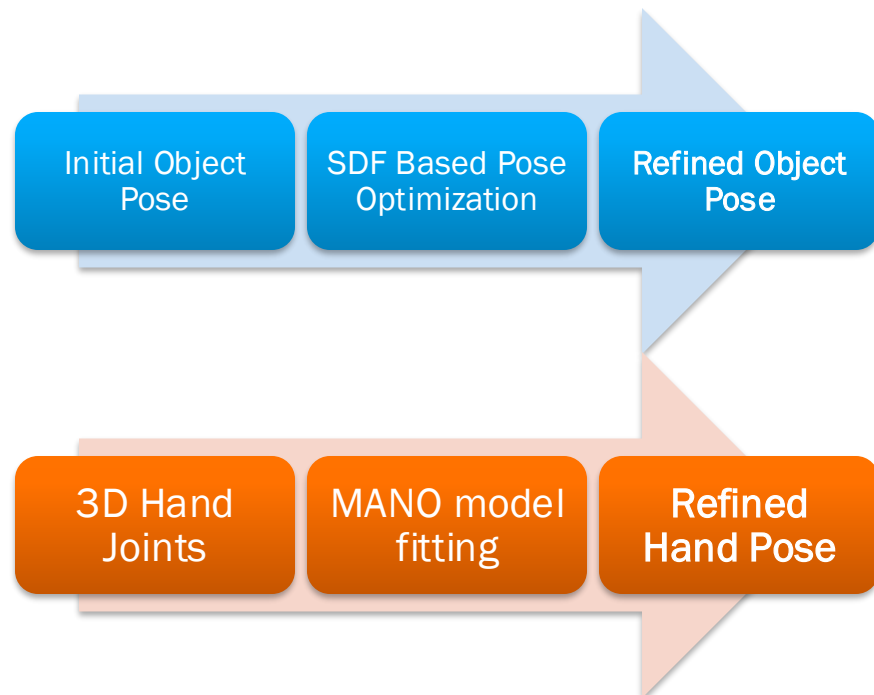 Initial Object
Pose
SDF Based Pose
Optimization
Refined Object
Pose
3D Hand
Joints
MANO model
fitting
Refined
Hand Pose